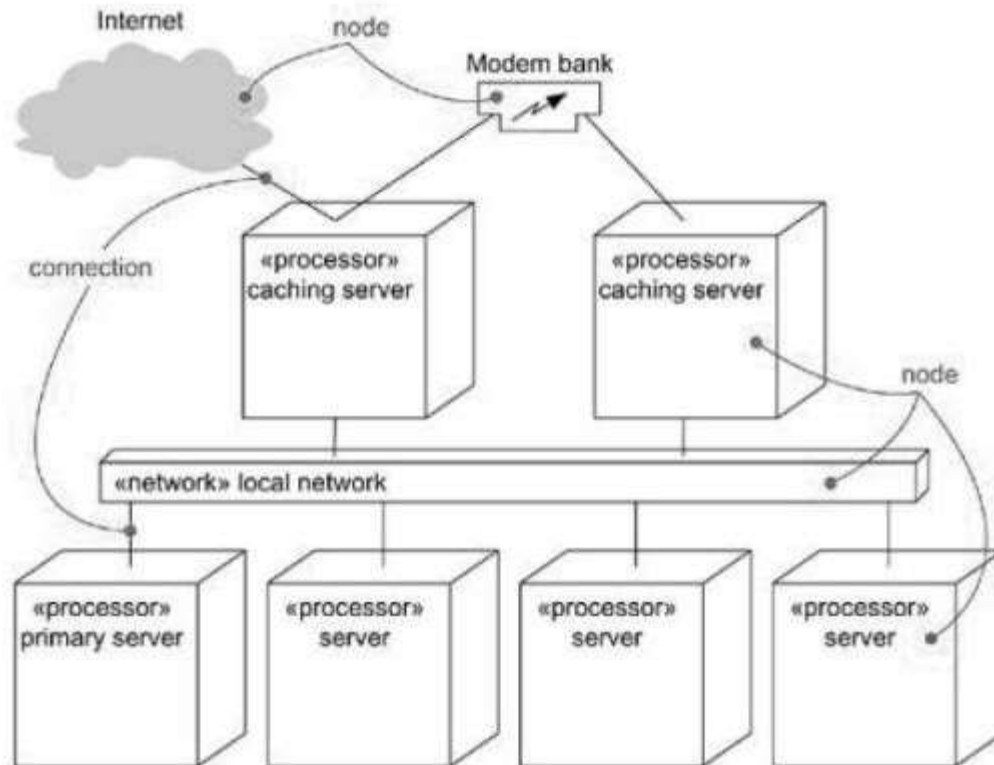 Internet
node
Modem bank
connection
«processor»
caching server
«processor»
caching server
node
«network» local network
«processor»
primary server
«processor»
server
«processor»
server
«processor»
server